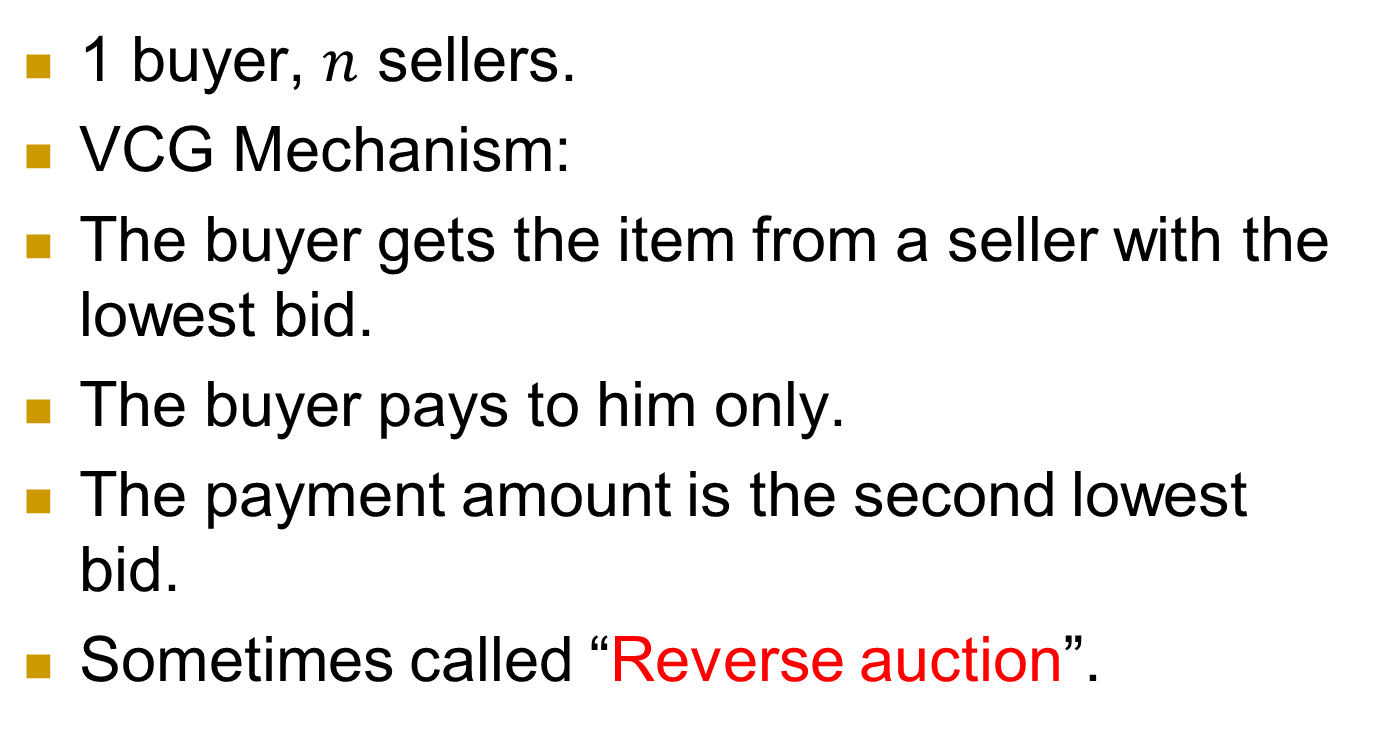 1 buyer, n sellers.
VCG Mechanism:
The buyer gets the item from a seller with the
lowest bid.
The buyer pays to him only.
The payment amount is the second lowest
bid.
Sometimes called “Reverse auction”.